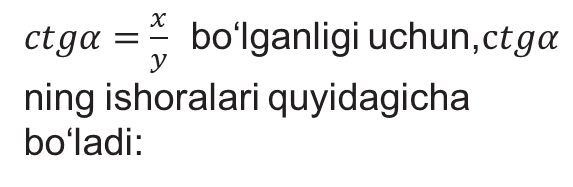 ctgα = x/y bo‘lganligi uchun,ctgα
ning ishoralari quyidagicha
bo‘ladi: